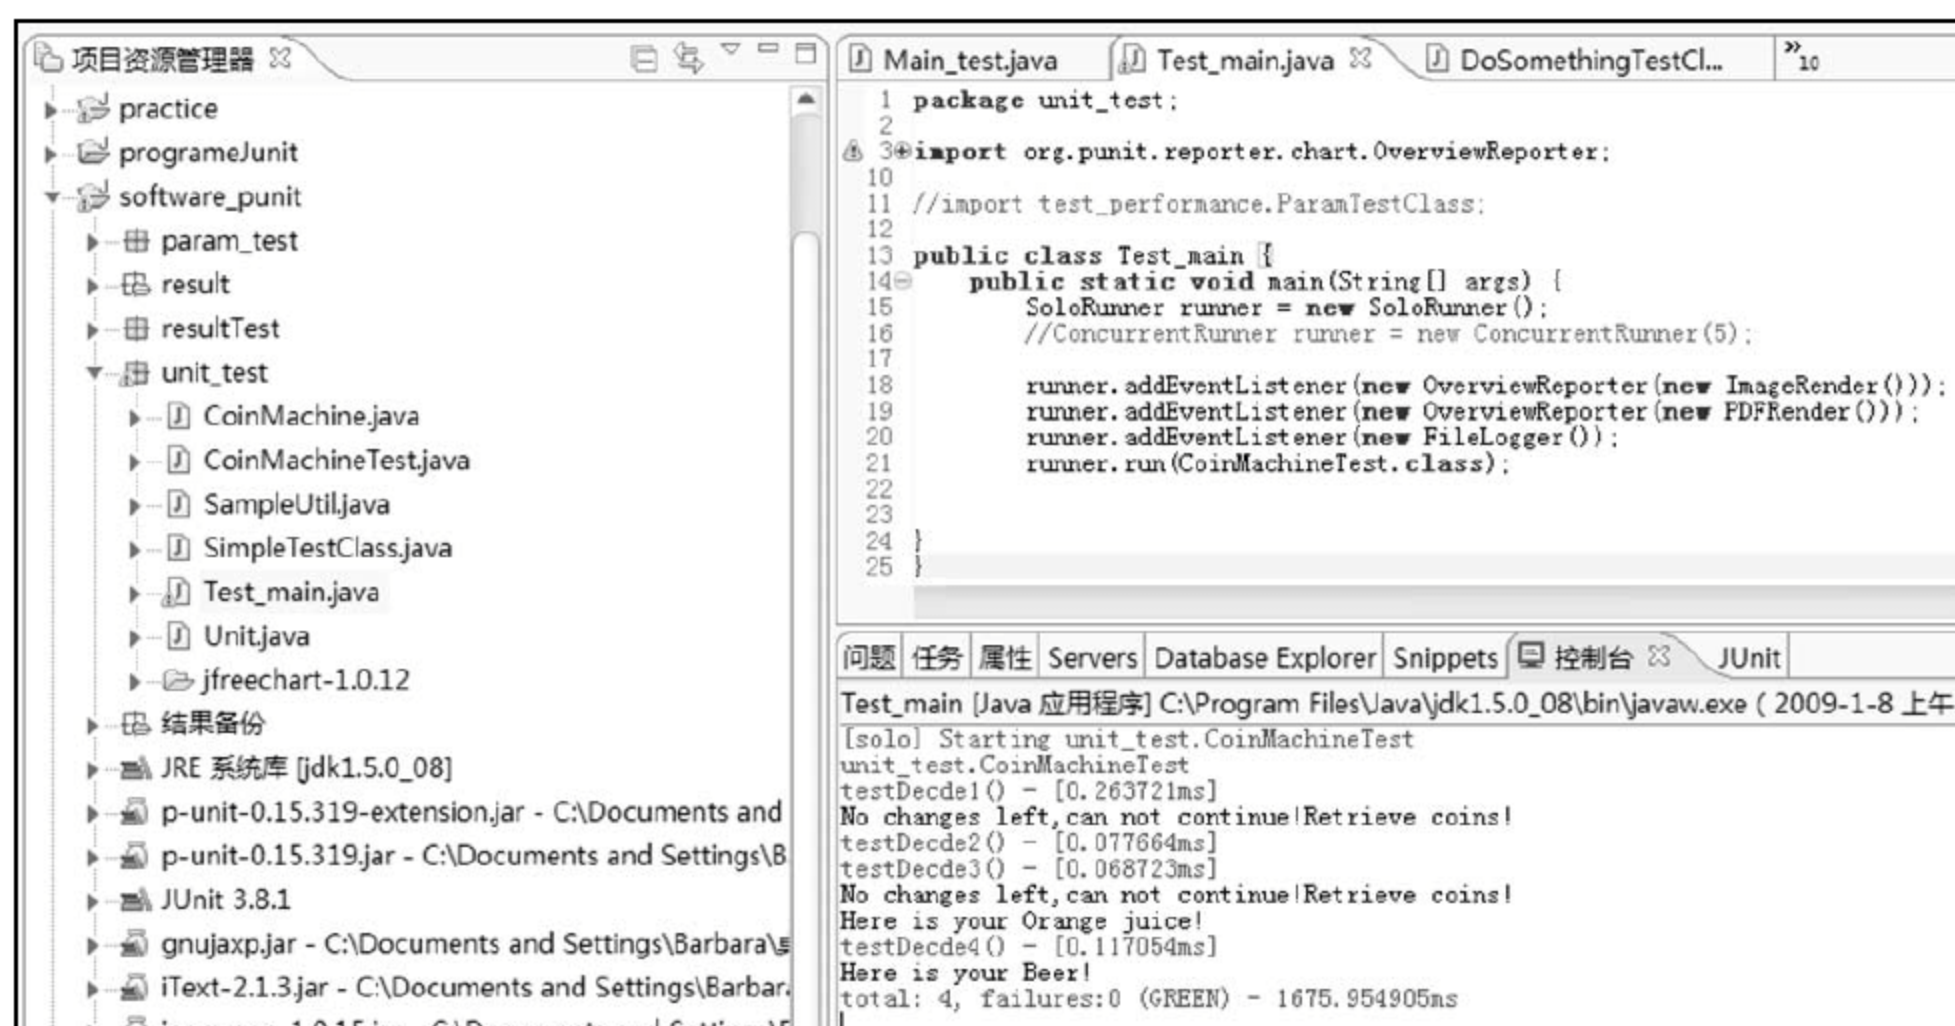 项目资源管理器
practice
programeJunit
software_punit
param_test
result
resultTest
unit_test
CoinMachine.java
CoinMachineTest.java
SampleUtil.java
SimpleTestClass.java
Test_main.java
Unit.java
jfreechart-1.0.12
结果备份
JRE 系统库 [jdk1.5.0_08]
p-unit-0.15.319-extension.jar - C:\Documents and
p-unit-0.15.319.jar - C:\Documents and Settings\B
JUnit 3.8.1
gnujaxp.jar - C:\Documents and Settings\Barbara\
iText-2.1.3.jar - C:\Documents and Settings\Barbar
Main_test.java Test_main.java DoSomethingTestCl... »10
1 package unit_test;
2
3 import org.punit.reporter.chart.OverviewReporter;
10
11 //import test_performance.ParamTestClass;
12
13 public class Test_main {
14 public static void main(String[] args) {
15 SoloRunner runner = new SoloRunner();
16 //ConcurrentRunner runner = new ConcurrentRunner(5);
17
18 runner.addEventListener(new OverviewReporter(new ImageRender()));
19 runner.addEventListener(new OverviewReporter(new PDFRender()));
20 runner.addEventListener(new FileLogger());
21 runner.run(CoinMachineTest.class);
22
23
24 }
25 }
问题 任务 属性 Servers Database Explorer Snippets 控制台 JUnit
Test_main [Java 应用程序] C:\Program Files\Java\jdk1.5.0_08\bin\javaw.exe ( 2009-1-8 上午
[solo] Starting unit_test.CoinMachineTest
unit_test.CoinMachineTest
testDecde1() - [0.263721ms]
No changes left,can not continue!Retrieve coins!
testDecde2() - [0.077664ms]
testDecde3() - [0.068723ms]
No changes left,can not continue!Retrieve coins!
Here is your Orange juice!
testDecde4() - [0.117054ms]
Here is your Beer!
total: 4, failures:0 (GREEN) - 1675.954905ms